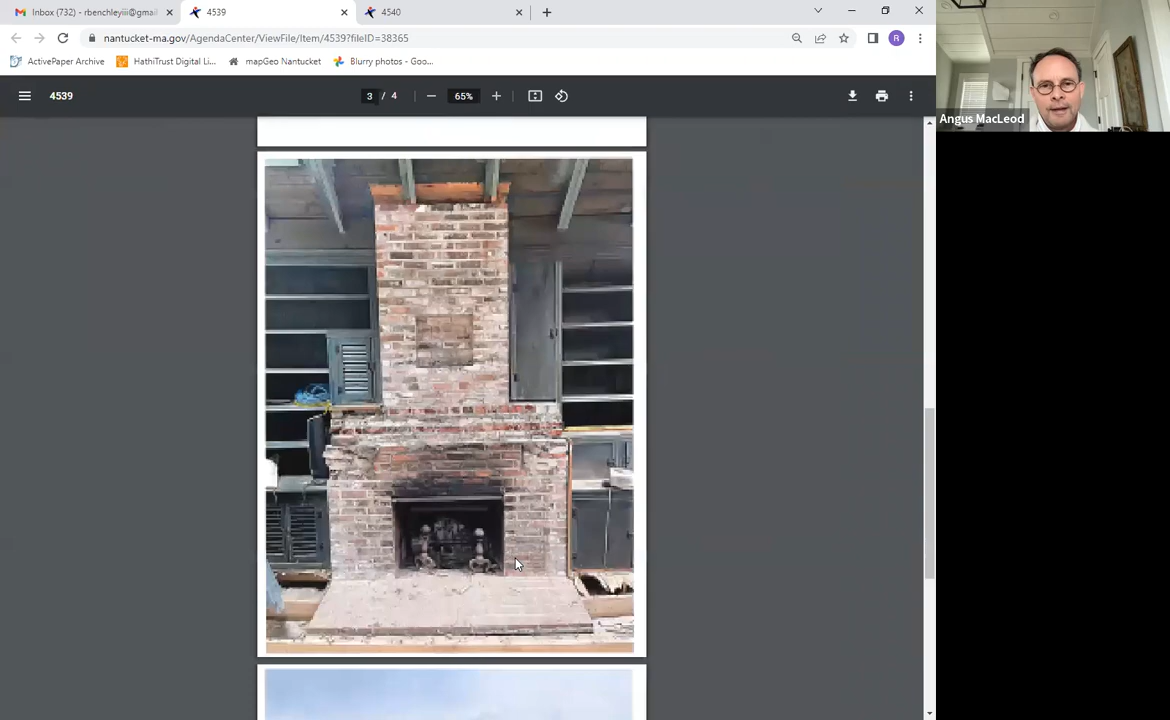 Inbox (732) - rbenchleyiii@gmai
4539
4540
nantucket-ma.gov/AgendaCenter/ViewFile/Item/4539?fileID=38365
R
ActivePaper Archive
HathiTrust Digital Li...
mapGeo Nantucket
Blurry photos - Goo...
4539
3 / 4
65%
Angus MacLeod